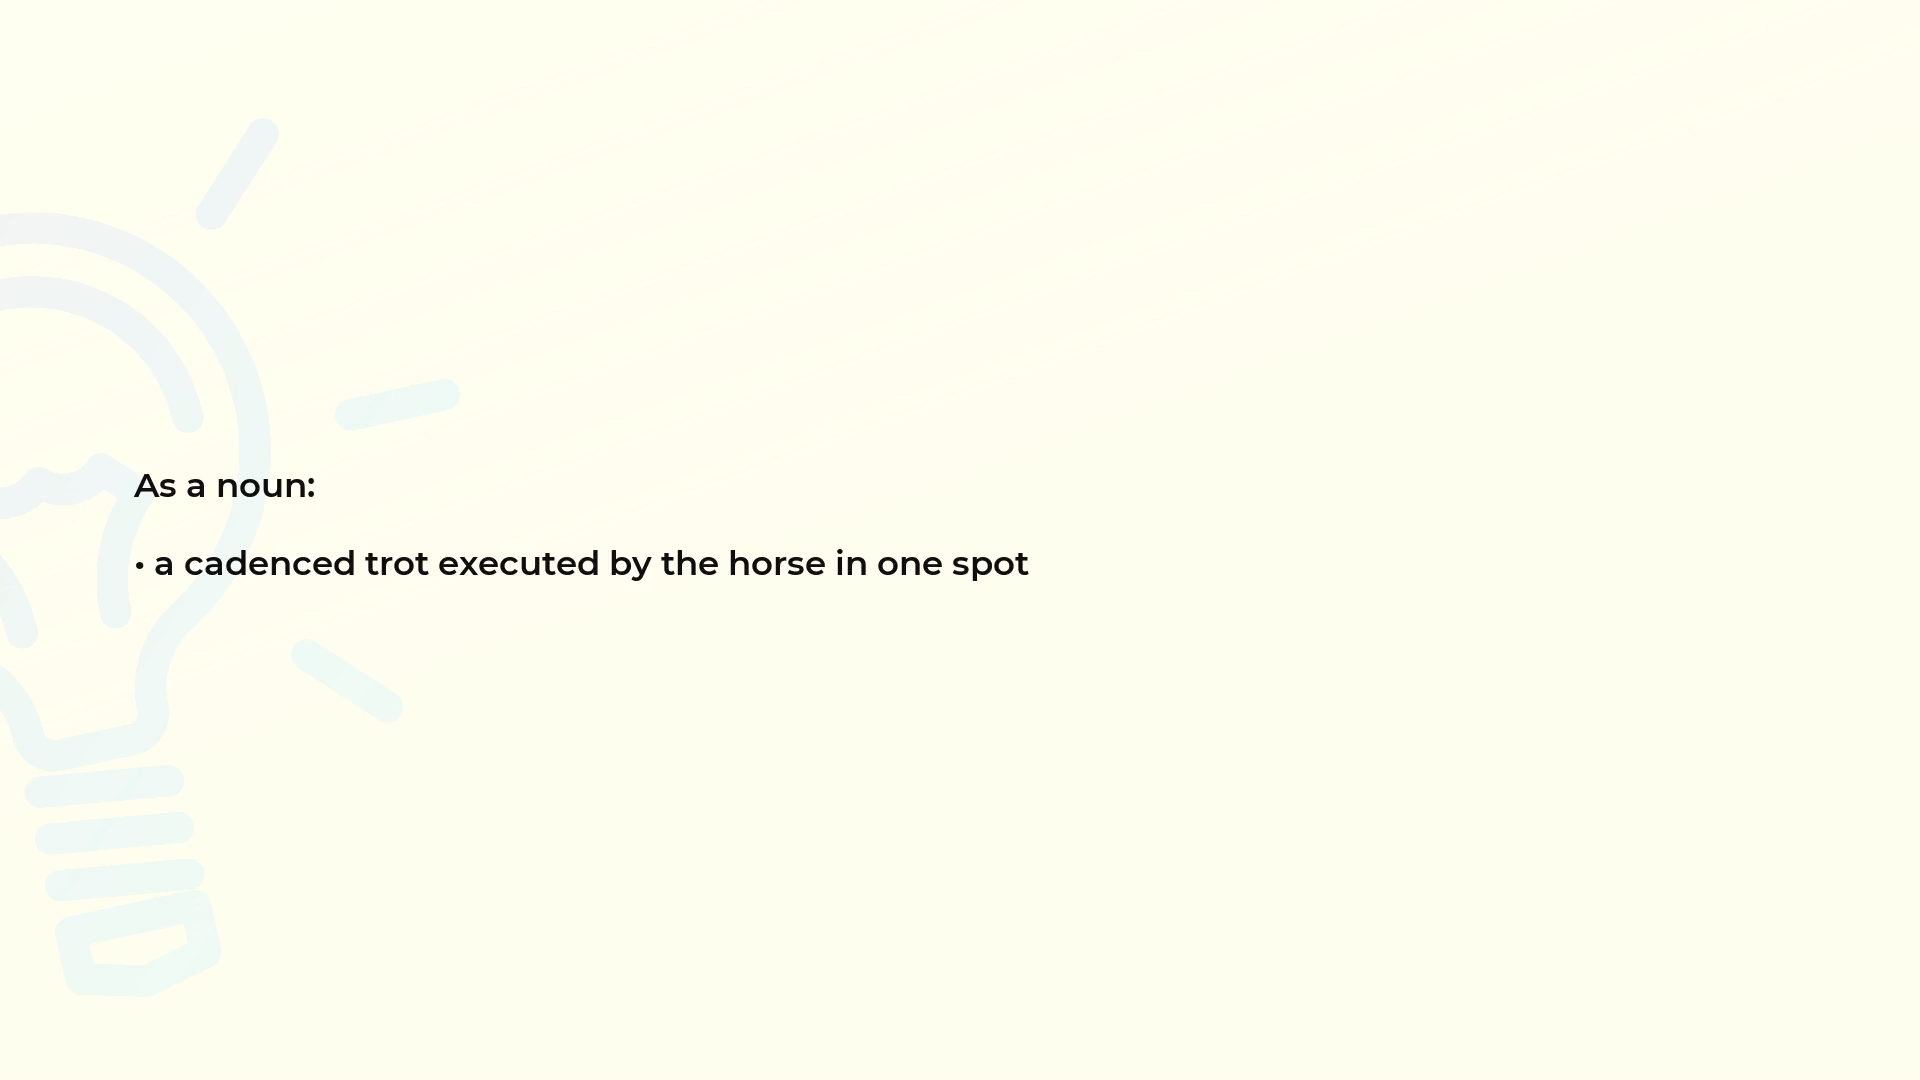 As a noun:
• a cadenced trot executed by the horse in one spot